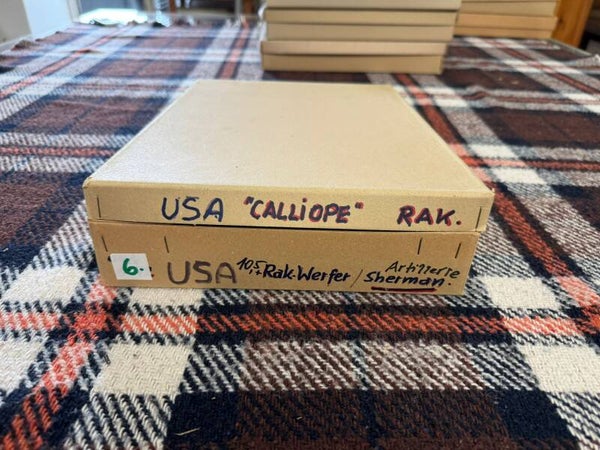 USA "CALLIOPE" RAK.
6. USA 10,5 ++ Rak-Werfer / Artillerie
Sherman.